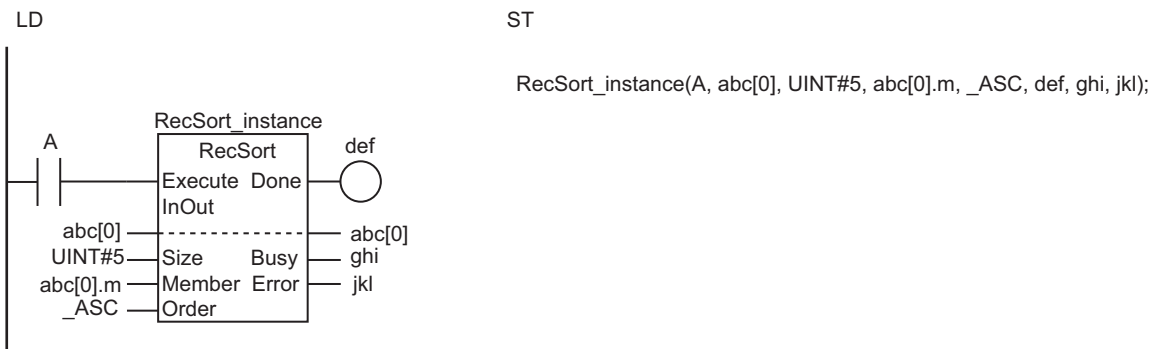 LD
ST
RecSort_instance(A, abc[0], UINT#5, abc[0].m, _ASC, def, ghi, jkl);
RecSort_instance
A
RecSort
def
Execute Done
InOut
abc[0] abc[0]
UINT#5 Size Busy ghi
abc[0].m Member Error jkl
_ASC Order